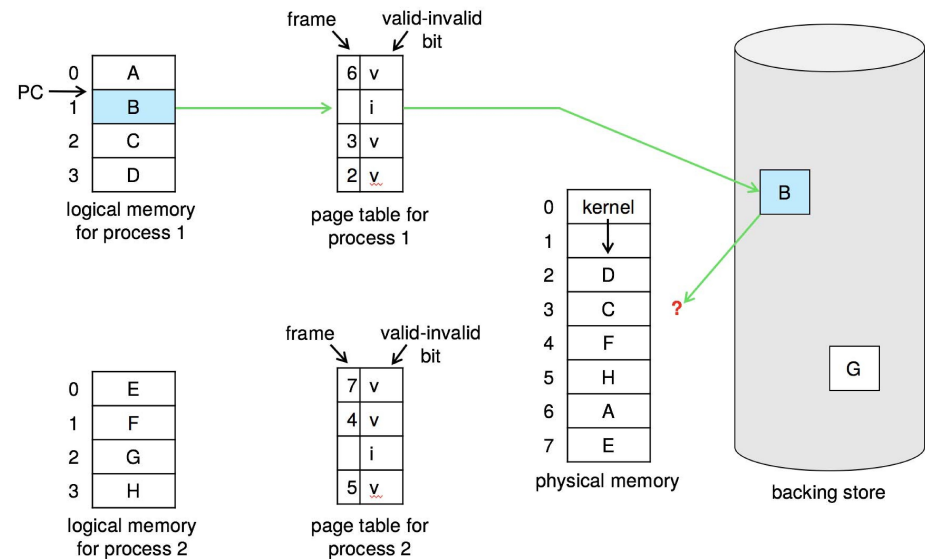 frame
valid-invalid
bit
0 A
PC
1 B
2 C
3 D
6 v
i
3 v
2 v
logical memory
for process 1
page table for
process 1
0 kernel
1
2 D
3 C
4 F
5 H
6 A
7 E
physical memory
B
?
G
backing store
frame
valid-invalid
bit
0 E
1 F
2 G
3 H
7 v
4 v
i
5 v
logical memory
for process 2
page table for
process 2